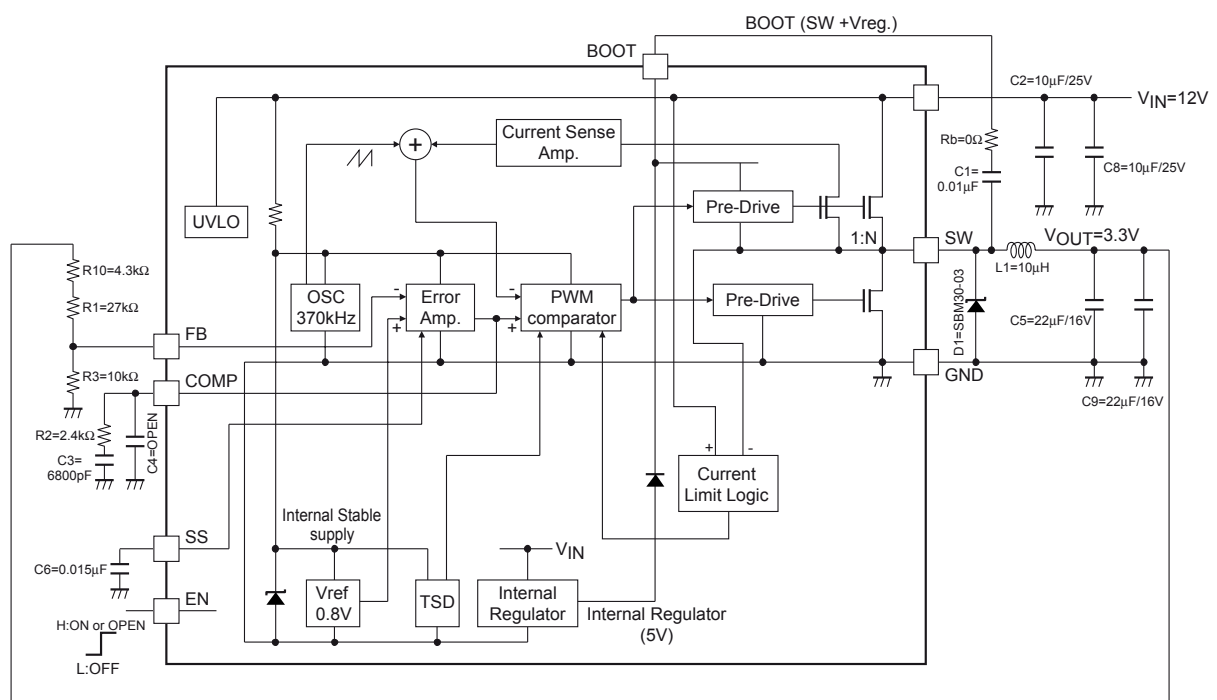 BOOT (SW +Vreg.)
BOOT
C2=10μF/25V
VIN=12V
Current Sense
Amp.
Rb=0Ω
C1=
0.01μF
C8=10μF/25V
UVLO
Pre-Drive
1:N
SW
VOUT=3.3V
L1=10μH
R10=4.3kΩ
R1=27kΩ
OSC
370kHz
-
+
Error
Amp.
-
+
PWM
comparator
Pre-Drive
D1=SBM30-03
C5=22μF/16V
FB
R3=10kΩ
COMP
GND
C9=22μF/16V
R2=2.4kΩ
C3=
6800pF
C4=OPEN
+
-
Current
Limit Logic
SS
Internal Stable
supply
VIN
C6=0.015μF
EN
Vref
0.8V
TSD
Internal
Regulator
Internal Regulator
(5V)
H:ON or OPEN
L:OFF
+